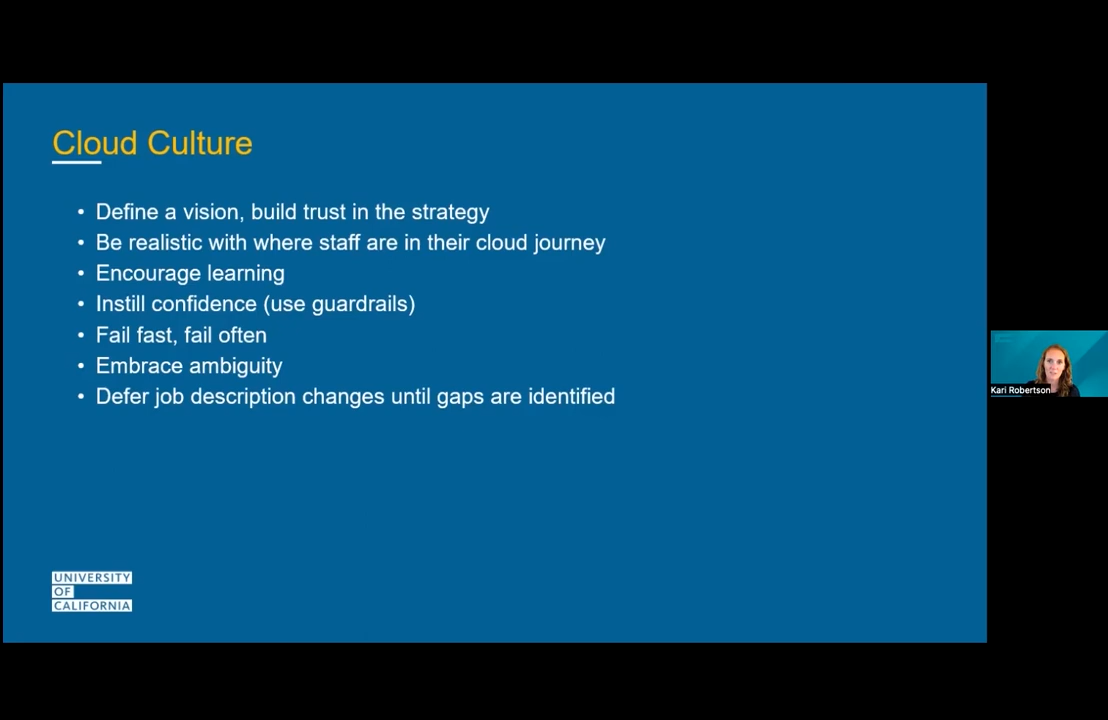 Cloud Culture
• Define a vision, build trust in the strategy
• Be realistic with where staff are in their cloud journey
• Encourage learning
• Instill confidence (use guardrails)
• Fail fast, fail often
• Embrace ambiguity
• Defer job description changes until gaps are identified
Kari Robertson
UNIVERSITY
OF
CALIFORNIA